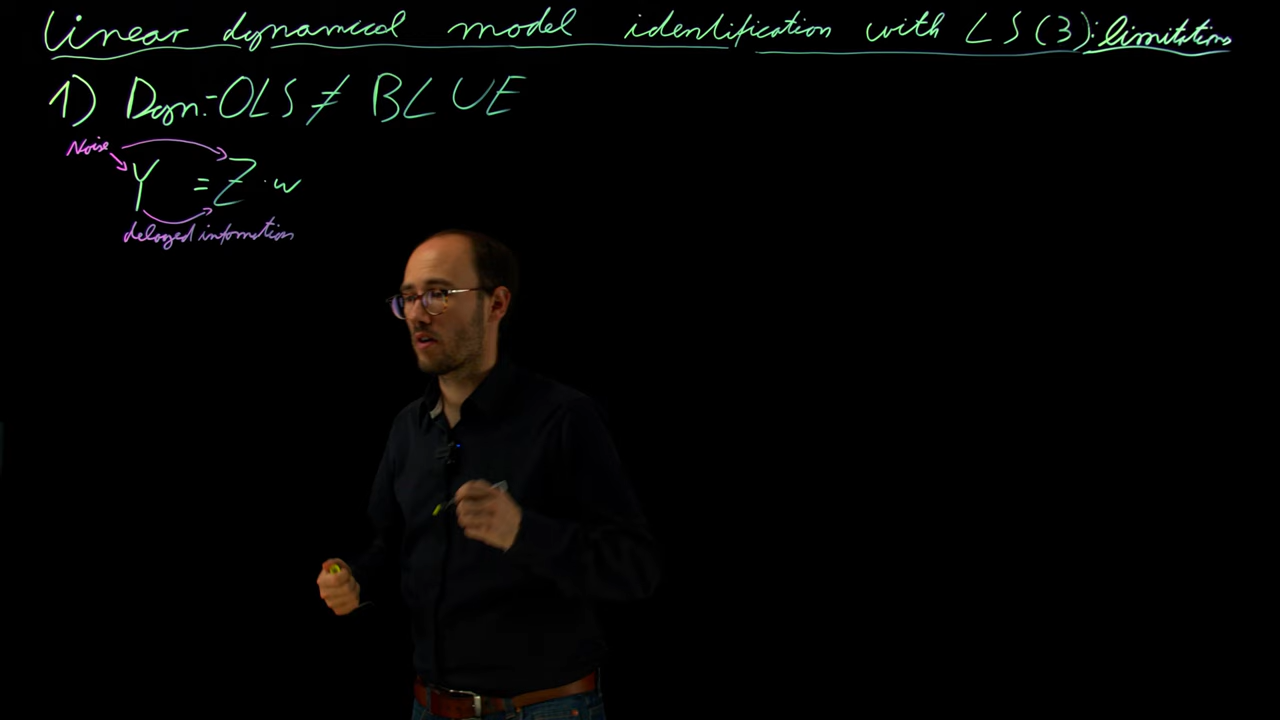 Linear dynamical model identification with LS (3): limitations
1) Dyn.-OLS ≠ BLUE
Noise
Y = Z · w
delayed information